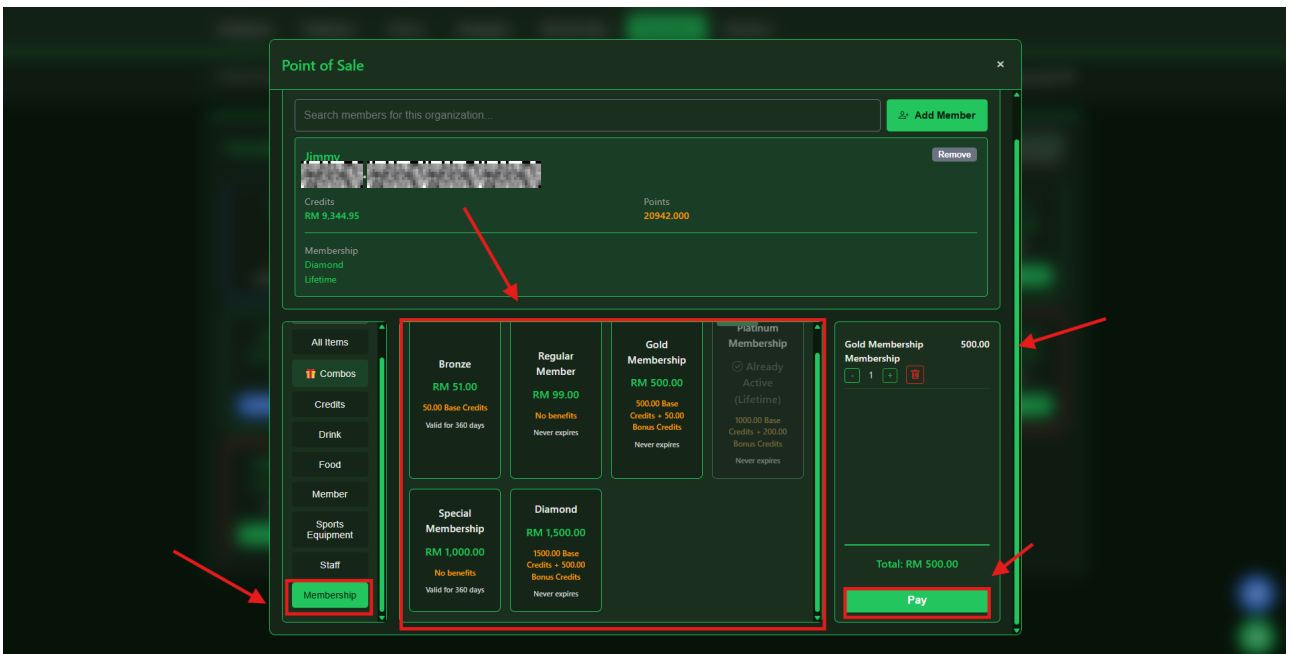 Point of Sale
×
Search members for this organization...
Add Member
Jimmy
Remove
Credits
Points
RM 9,344.95
20942.000
Membership
Diamond
Lifetime
All Items
Combos
Credits
Drink
Food
Member
Sports
Equipment
Staff
Membership
Bronze
RM 51.00
50.00 Base Credits
Valid for 360 days
Regular
Member
RM 99.00
No benefits
Never expires
Gold
Membership
RM 500.00
500.00 Base
Credits + 50.00
Bonus Credits
Never expires
Platinum
Membership
Already
Active
(Lifetime)
1000.00 Base
Credits + 200.00
Bonus Credits
Never expires
Special
Membership
RM 1,000.00
No benefits
Valid for 360 days
Diamond
RM 1,500.00
1500.00 Base
Credits + 500.00
Bonus Credits
Never expires
Gold Membership 500.00
Membership
- 1 +
Total: RM 500.00
Pay